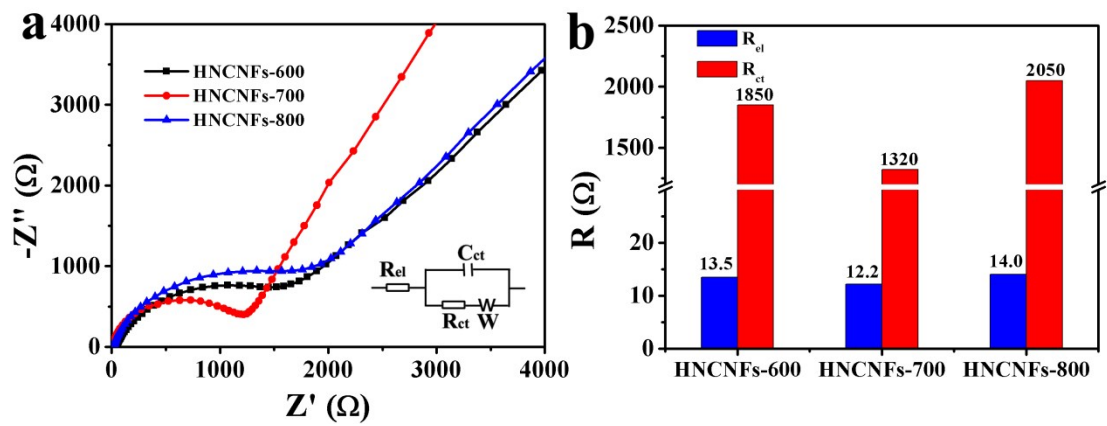 a
4000
3000
2000
1000
0
-Z'' (Ω)
HNCNFs-600
HNCNFs-700
HNCNFs-800
Rel
Cct
Rct W
0 1000 2000 3000 4000
Z' (Ω)
b
2500
2000
1500
20
10
0
R (Ω)
Rel
Rct
13.5 1850
12.2 1320
14.0 2050
HNCNFs-600 HNCNFs-700 HNCNFs-800